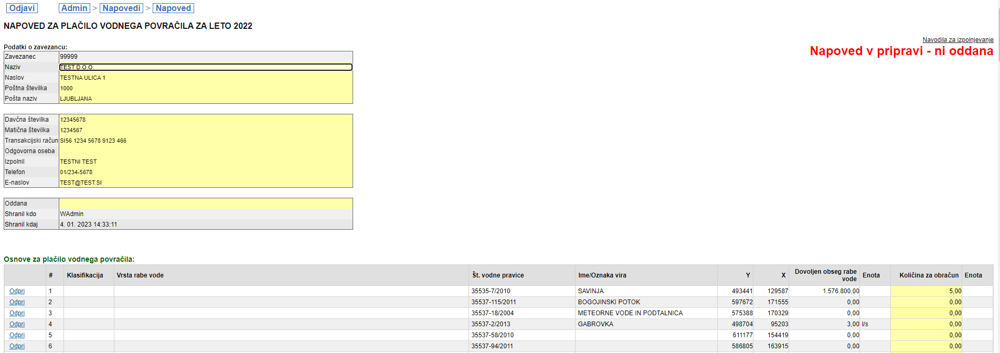 Odjavi Admin > Napovedi > Napoved
NAPOVED ZA PLAČILO VODNEGA POVRAČILA ZA LETO 2022
Navodila za izpolnjevanje
Napoved v pripravi - ni oddana
Podatki o zavezancu:
Zavezanec 99999
Naziv TEST D.O.O.
Naslov TESTNA ULICA 1
Poštna številka 1000
Pošta naziv LJUBLJANA
Davčna številka 12345678
Matična številka 1234567
Transakcijski račun SI56 1234 5678 9123 466
Odgovorna oseba
Izpolnil TESTNI TEST
Telefon 01/234-5678
E-naslov TEST@TEST.SI
Oddana
Shranil kdo WAdmin
Shranil kdaj 4. 01. 2023 14:33:11
Osnove za plačilo vodnega povračila:
# Klasifikacija Vrsta rabe vode Št. vodne pravice Ime/Oznaka vira Y X Dovoljen obseg rabe vode Enota Količina za obračun Enota
Odpri 1 35535-7/2010 SAVINJA 493441 129587 1.576.800,00 5,00
Odpri 2 35537-115/2011 BOGOJINSKI POTOK 597672 171555 0,00 0,00
Odpri 3 35537-18/2004 METEORNE VODE IN PODTALNICA 575388 170329 0,00 0,00
Odpri 4 35537-2/2013 GABROVKA 498704 95203 3,00 l/s 0,00
Odpri 5 35537-58/2010 611177 154419 0,00 0,00
Odpri 6 35537-94/2011 586805 163915 0,00 0,00